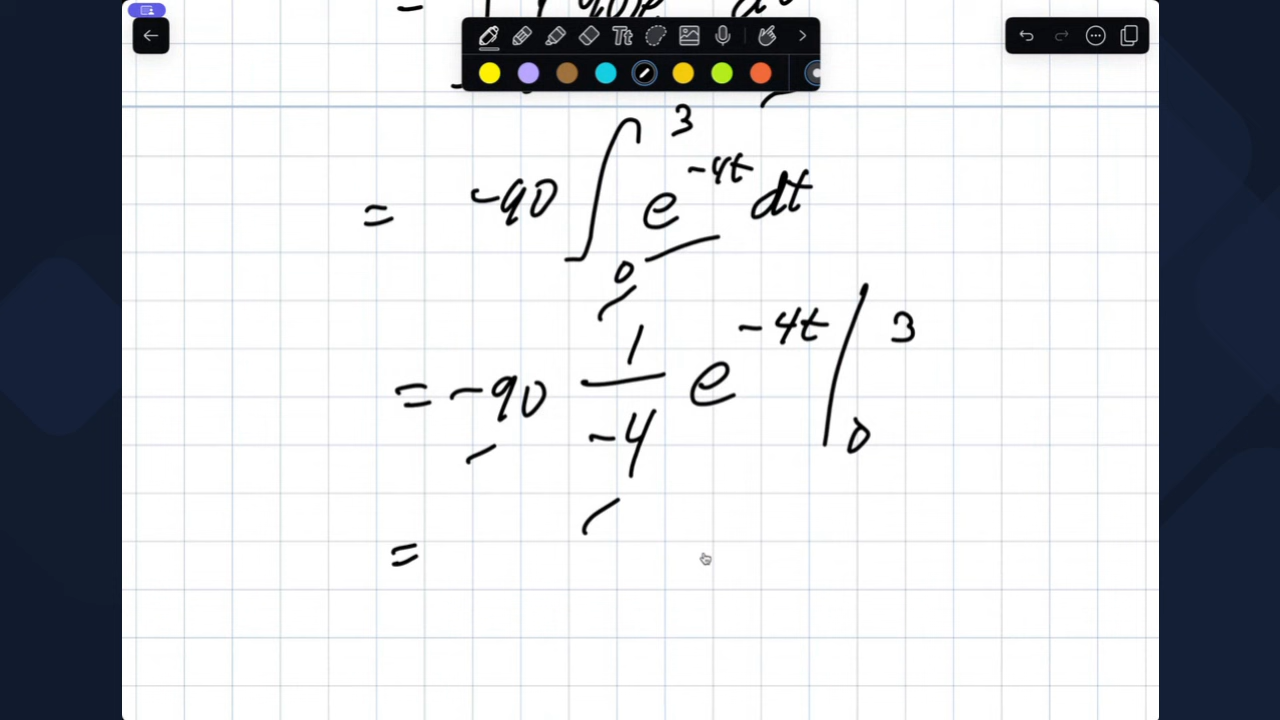 = -90 ∫₀³ e^{-4t} dt
= -90 1/-4 e^{-4t} |₀³
=